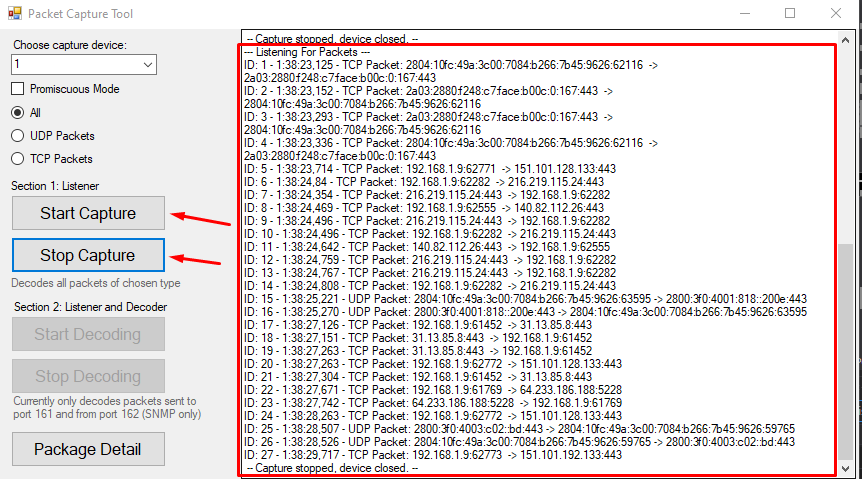 Packet Capture Tool
Choose capture device:
1
Promiscuous Mode
All
UDP Packets
TCP Packets
Section 1: Listener
Start Capture
Stop Capture
Decodes all packets of chosen type
Section 2: Listener and Decoder
Start Decoding
Stop Decoding
Currently only decodes packets sent to
port 161 and from port 162 (SNMP only)
Package Detail
-- Capture stopped, device closed. --
--- Listening For Packets ---
ID: 1 - 1:38:23,125 - TCP Packet: 2804:10fc:49a:3c00:7084:b266:7b45:9626:62116 ->
2a03:2880:f248:c7:face:b00c:0:167:443
ID: 2 - 1:38:23,152 - TCP Packet: 2a03:2880:f248:c7:face:b00c:0:167:443 ->
2804:10fc:49a:3c00:7084:b266:7b45:9626:62116
ID: 3 - 1:38:23,293 - TCP Packet: 2a03:2880:f248:c7:face:b00c:0:167:443 ->
2804:10fc:49a:3c00:7084:b266:7b45:9626:62116
ID: 4 - 1:38:23,336 - TCP Packet: 2804:10fc:49a:3c00:7084:b266:7b45:9626:62116 ->
2a03:2880:f248:c7:face:b00c:0:167:443
ID: 5 - 1:38:23,714 - TCP Packet: 192.168.1.9:62771 -> 151.101.128.133:443
ID: 6 - 1:38:24,84 - TCP Packet: 192.168.1.9:62282 -> 216.219.115.24:443
ID: 7 - 1:38:24,354 - TCP Packet: 216.219.115.24:443 -> 192.168.1.9:62282
ID: 8 - 1:38:24,469 - TCP Packet: 192.168.1.9:62555 -> 140.82.112.26:443
ID: 9 - 1:38:24,496 - TCP Packet: 216.219.115.24:443 -> 192.168.1.9:62282
ID: 10 - 1:38:24,496 - TCP Packet: 192.168.1.9:62282 -> 216.219.115.24:443
ID: 11 - 1:38:24,642 - TCP Packet: 140.82.112.26:443 -> 192.168.1.9:62555
ID: 12 - 1:38:24,759 - TCP Packet: 216.219.115.24:443 -> 192.168.1.9:62282
ID: 13 - 1:38:24,767 - TCP Packet: 216.219.115.24:443 -> 192.168.1.9:62282
ID: 14 - 1:38:24,808 - TCP Packet: 192.168.1.9:62282 -> 216.219.115.24:443
ID: 15 - 1:38:25,221 - UDP Packet: 2804:10fc:49a:3c00:7084:b266:7b45:9626:63595 -> 2800:3f0:4001:818::200e:443
ID: 16 - 1:38:25,270 - UDP Packet: 2800:3f0:4001:818::200e:443 -> 2804:10fc:49a:3c00:7084:b266:7b45:9626:63595
ID: 17 - 1:38:27,126 - TCP Packet: 192.168.1.9:61452 -> 31.13.85.8:443
ID: 18 - 1:38:27,151 - TCP Packet: 31.13.85.8:443 -> 192.168.1.9:61452
ID: 19 - 1:38:27,263 - TCP Packet: 31.13.85.8:443 -> 192.168.1.9:61452
ID: 20 - 1:38:27,263 - TCP Packet: 192.168.1.9:62772 -> 151.101.133:443
ID: 21 - 1:38:27,304 - TCP Packet: 192.168.1.9:61452 -> 31.13.85.8:443
ID: 22 - 1:38:27,671 - TCP Packet: 192.168.1.9:61769 -> 64.233.186.188:5228
ID: 23 - 1:38:27,742 - TCP Packet: 64.233.186.188:5228 -> 192.168.1.9:61769
ID: 24 - 1:38:28,263 - TCP Packet: 192.168.1.9:62772 -> 151.101.133:443
ID: 25 - 1:38:28,507 - UDP Packet: 2800:3f0:4003:c02::bd:443 -> 2804:10fc:49a:3c00:7084:b266:7b45:9626:59765
ID: 26 - 1:38:28,526 - UDP Packet: 2804:10fc:49a:3c00:7084:b266:7b45:9626:59765 -> 2800:3f0:4003:c02::bd:443
ID: 27 - 1:38:29,717 - TCP Packet: 192.168.1.9:62773 -> 151.101.192.133:443
-- Capture stopped, device closed. --